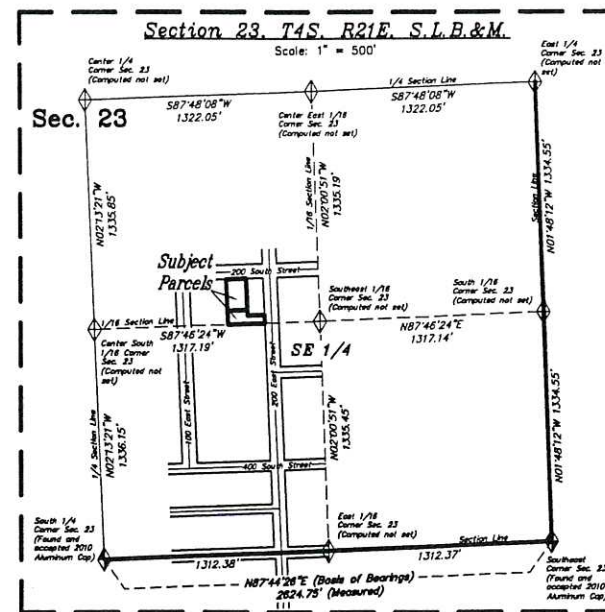 Section 23, T4S, R21E, S.L.B.&M.
Scale: 1" = 500'
Center 1/4
Corner Sec. 23
(Computed not
set)
East 1/4
Corner Sec. 23
(Computed not
set)
1/4 Section Line
S87°48'08"W
1322.05'
S87°48'08"W
1322.05'
Sec. 23
Center East 1/16
Corner Sec. 23
(Computed not
set)
N02°13'21"W
1335.85'
1/16 Section Line
N02°00'51"W
1335.19'
Section Line
N01°48'12"W 1334.55'
Subject
Parcels
200 South Street
Southeast 1/16
Corner Sec. 23
(Computed not
set)
South 1/16
Corner Sec. 23
(Computed not set)
1/16 Section Line
S87°46'24"W
1317.19'
N87°46'24"E
1317.14'
SE 1/4
Center South
1/16 Corner
Sec. 23
(Computed not
set)
100 East Street
200 East Street
1/4 Section Line
N02°13'21"W
1336.15'
N02°00'51"W
1335.45'
N01°48'12"W 1334.55'
400 South Street
South 1/4
Corner Sec. 23
(Found and
accepted 2010
Aluminum Cap)
East 1/16
Corner Sec. 23
(Computed not
set)
Section Line
1312.38'
1312.37'
N87°44'26"E (Basis of Bearings)
2624.75' (Measured)
Southeast
Corner Sec. 23
(Found and
accepted 2010
Aluminum Cap)